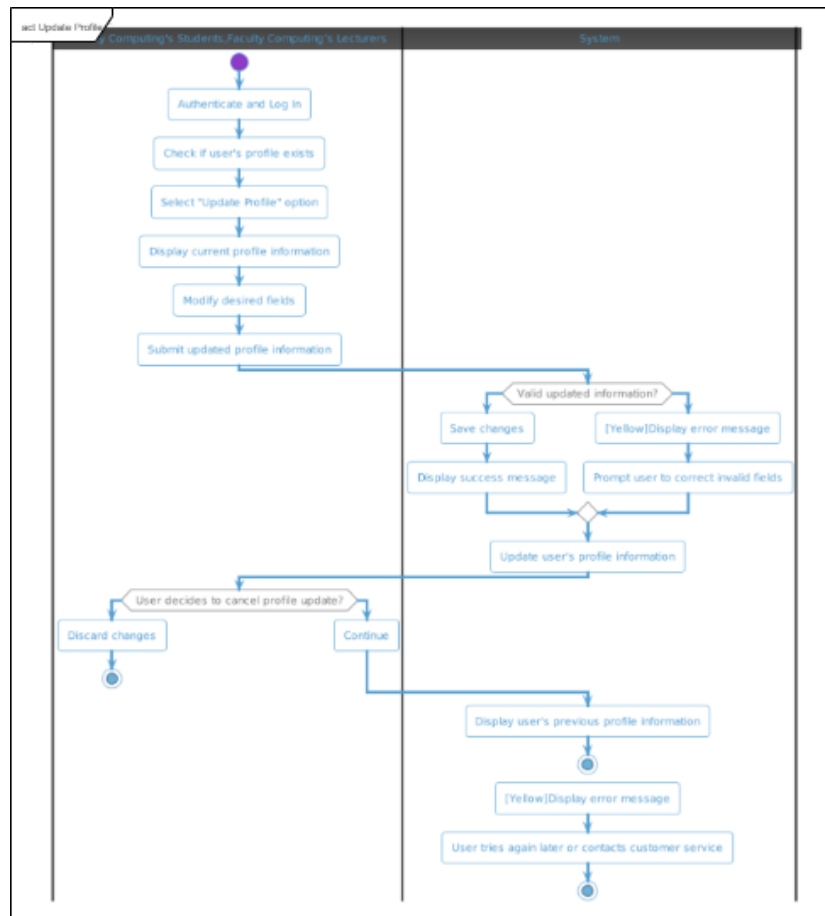 act Update Profile
y Computing's Students,Faculty Computing's Lecturers
System
Authenticate and Log In
Check if user's profile exists
Select "Update Profile" option
Display current profile information
Modify desired fields
Submit updated profile information
Valid updated information?
Save changes
[Yellow]Display error message
Display success message
Prompt user to correct invalid fields
Update user's profile information
User decides to cancel profile update?
Discard changes
Continue
Display user's previous profile information
[Yellow]Display error message
User tries again later or contacts customer service